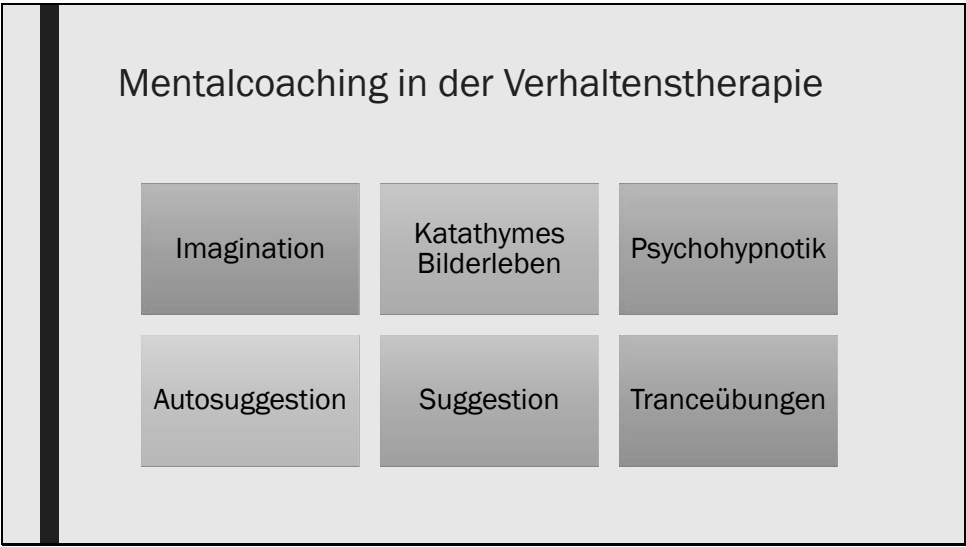 Mentalcoaching in der Verhaltenstherapie
Imagination
Katathymes
Bilderleben
Psychohypnotik
Autosuggestion
Suggestion
Tranceübungen